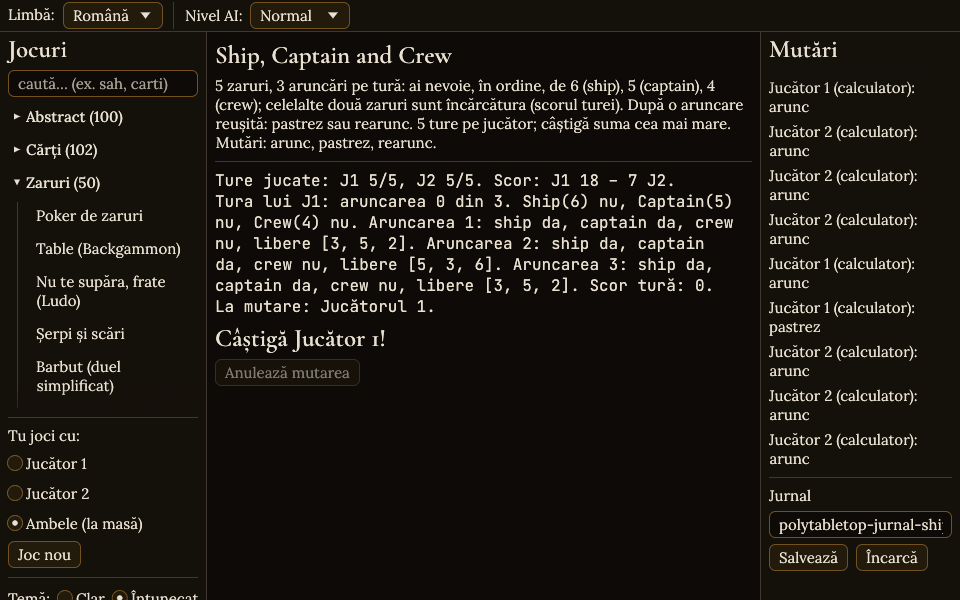 Limbă:
Română
Nivel AI:
Normal
Jocuri
caută... (ex. sah, carti)
Abstract (100)
Cărți (102)
Zaruri (50)
Poker de zaruri
Table (Backgammon)
Nu te supăra, frate
(Ludo)
Șerpi și scări
Barbut (duel
simplificat)
Tu joci cu:
Jucător 1
Jucător 2
Ambele (la masă)
Joc nou
Temă:
Clar
Întunecat
Ship, Captain and Crew
5 zaruri, 3 aruncări pe tură: ai nevoie, în ordine, de 6 (ship), 5 (captain), 4
(crew); celelalte două zaruri sunt încărcătura (scorul turei). După o aruncare
reușită: pastrez sau rearunc. 5 ture pe jucător; câștigă suma cea mai mare.
Mutări: arunc, pastrez, rearunc.
Ture jucate: J1 5/5, J2 5/5. Scor: J1 18 – 7 J2.
Tura lui J1: aruncarea 0 din 3. Ship(6) nu, Captain(5)
nu, Crew(4) nu. Aruncarea 1: ship da, captain da, crew
nu, libere [3, 5, 2]. Aruncarea 2: ship da, captain
da, crew nu, libere [5, 3, 6]. Aruncarea 3: ship da,
captain da, crew nu, libere [3, 5, 2]. Scor tură: 0.
La mutare: Jucătorul 1.
Câștigă Jucător 1!
Anulează mutarea
Mutări
Jucător 1 (calculator):
arunc
Jucător 2 (calculator):
arunc
Jucător 2 (calculator):
arunc
Jucător 2 (calculator):
arunc
Jucător 1 (calculator):
arunc
Jucător 1 (calculator):
pastrez
Jucător 2 (calculator):
arunc
Jucător 2 (calculator):
arunc
Jucător 2 (calculator):
arunc
Jurnal
polytabletop-jurnal-shi
Salvează
Încarcă